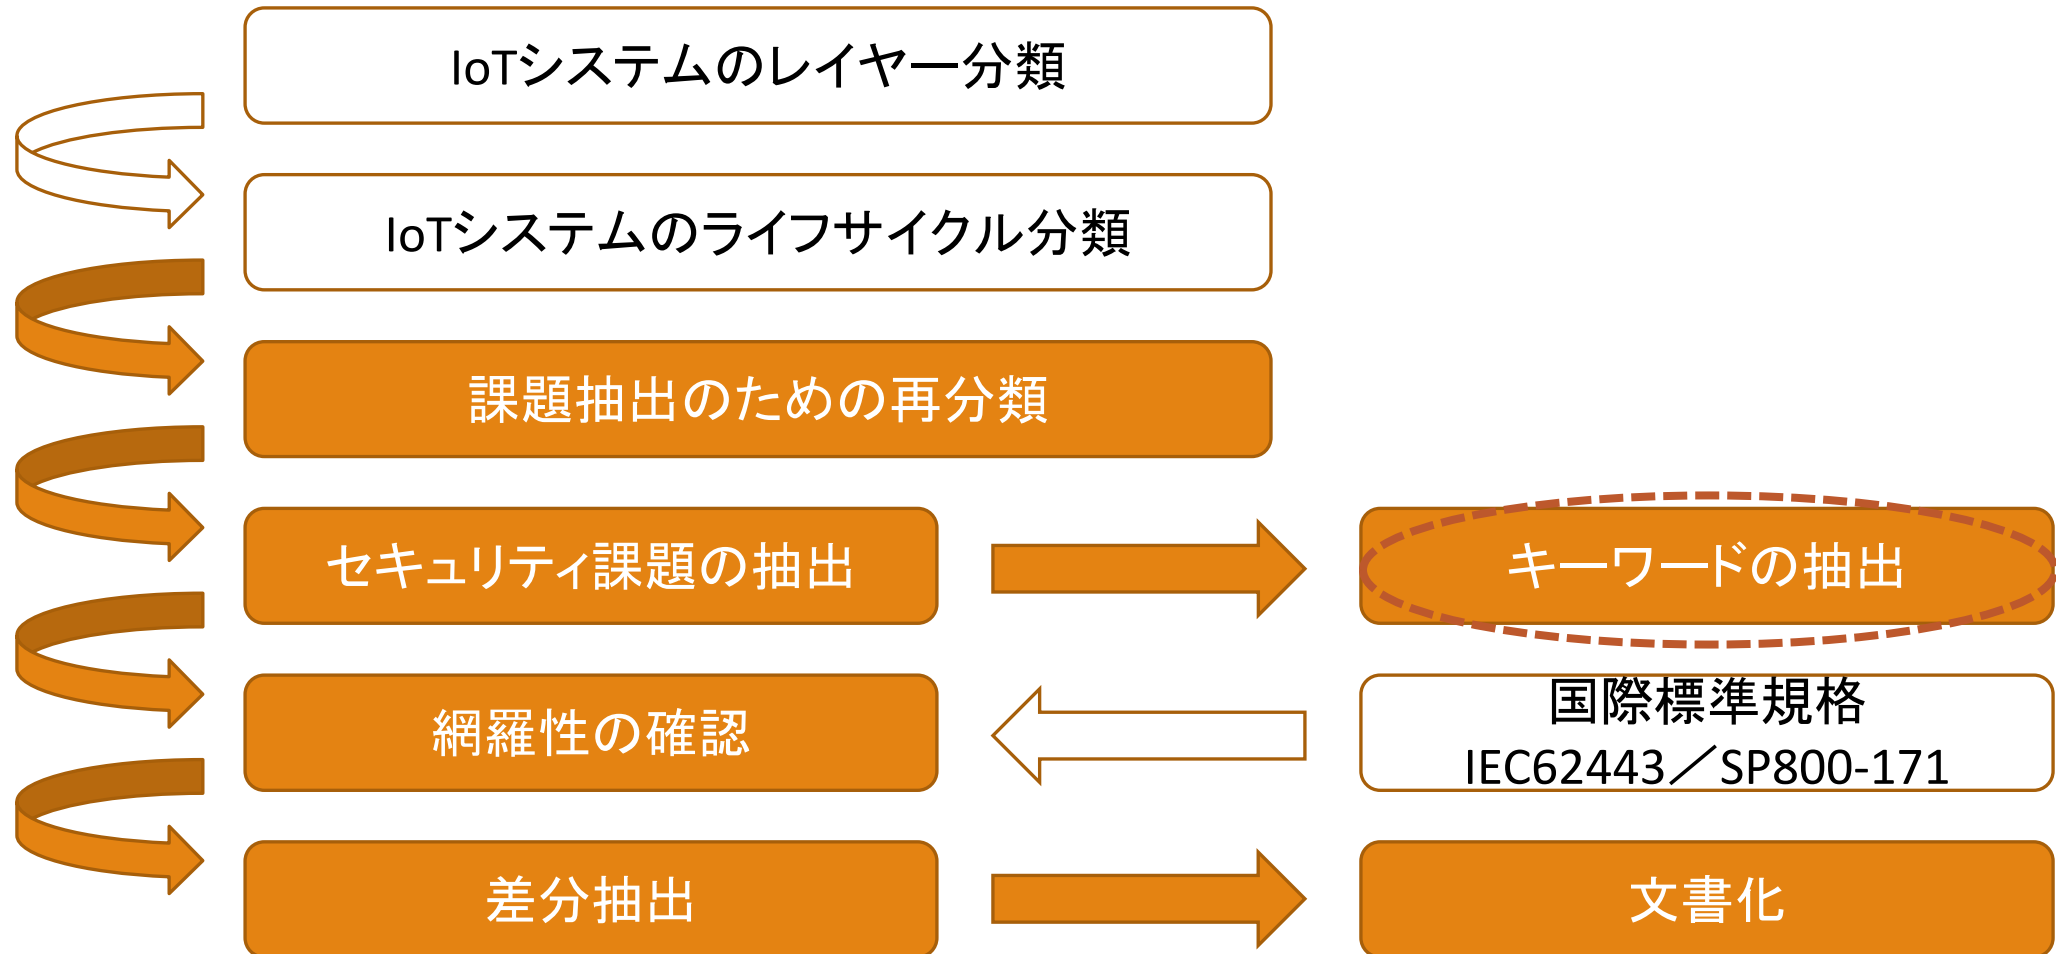 IoTシステムのレイヤー分類
IoTシステムのライフサイクル分類
課題抽出のための再分類
セキュリティ課題の抽出
キーワードの抽出
網羅性の確認
国際標準規格
IEC62443／SP800-171
差分抽出
文書化